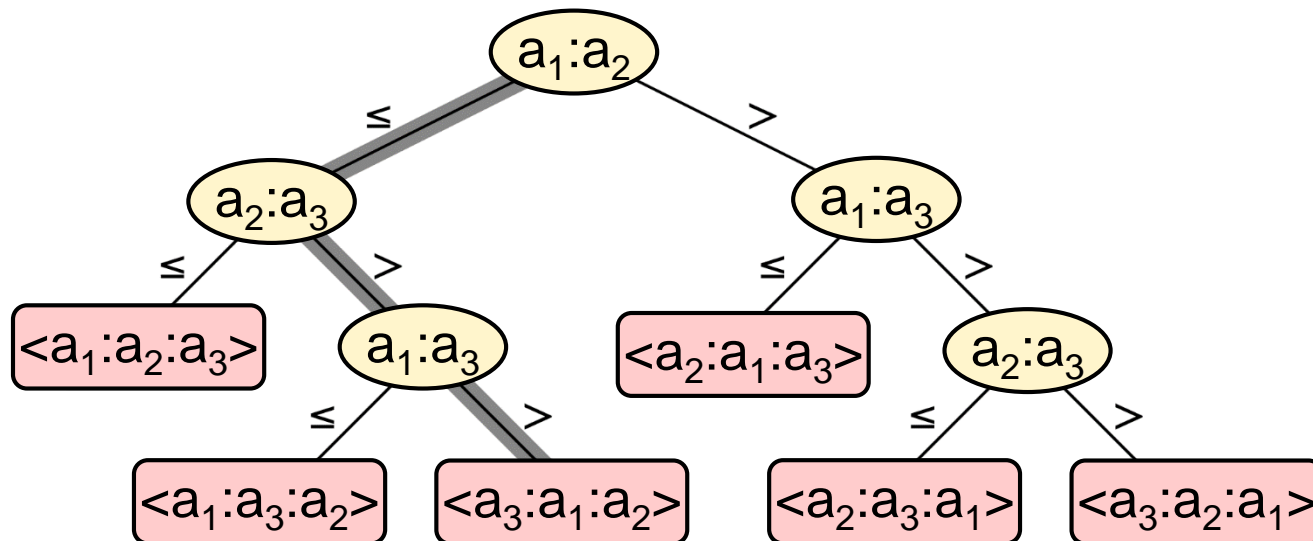 a₁:a₂
≤ >
a₂:a₃ a₁:a₃
≤ > ≤ >
<a₁:a₂:a₃> a₁:a₃ <a₂:a₁:a₃> a₂:a₃
≤ > ≤ >
<a₁:a₃:a₂> <a₃:a₁:a₂> <a₂:a₃:a₁> <a₃:a₂:a₁>